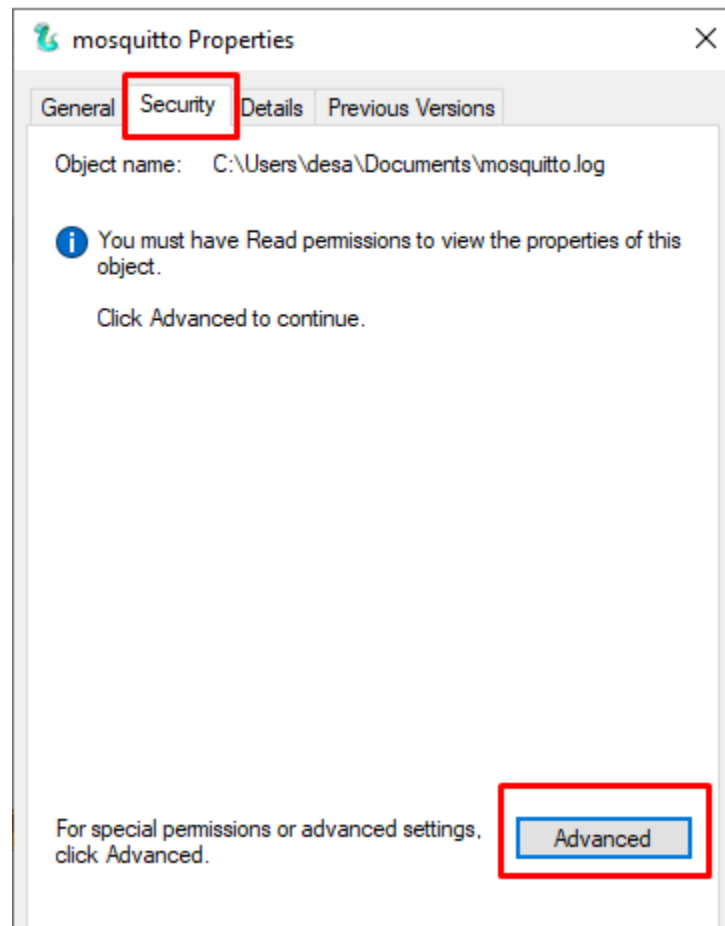 mosquitto Properties
General Security Details Previous Versions
Object name: C:\Users\desa\Documents\mosquitto.log
You must have Read permissions to view the properties of this
object.
Click Advanced to continue.
For special permissions or advanced settings,
click Advanced.
Advanced